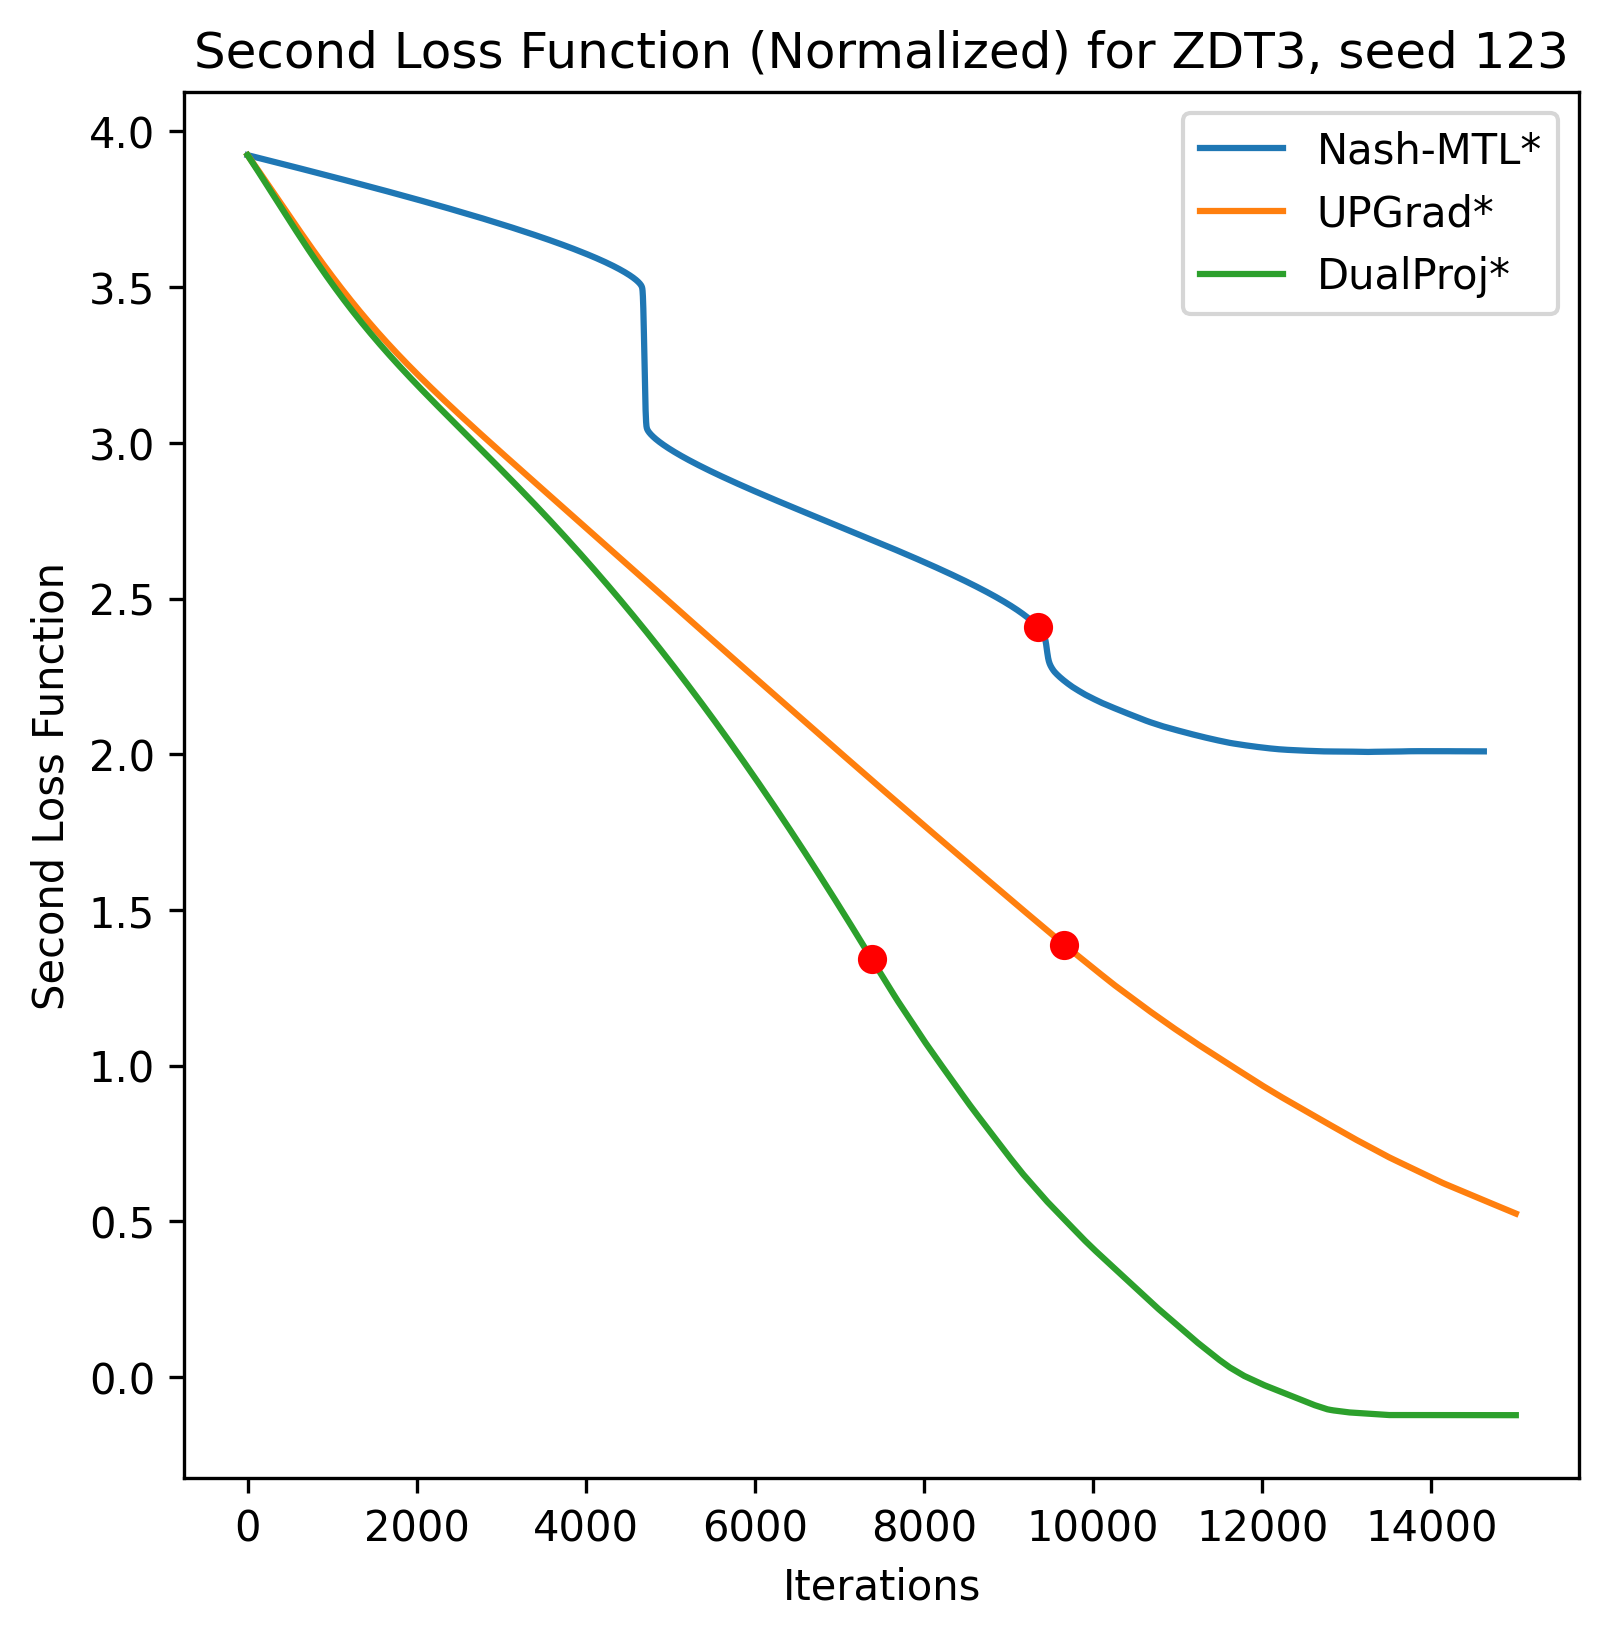 Second Loss Function (Normalized) for ZDT3, seed 123
Nash-MTL*
UPGrad*
DualProj*
Second Loss Function
4.0
3.5
3.0
2.5
2.0
1.5
1.0
0.5
0.0
0 2000 4000 6000 8000 10000 12000 14000
Iterations